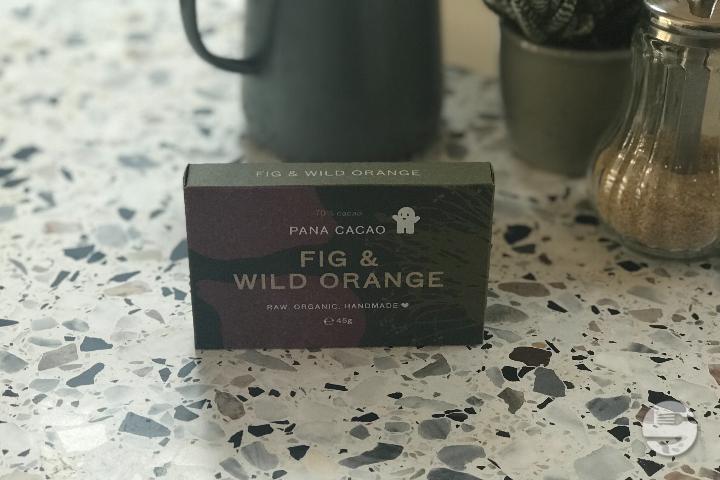 FIG & WILD ORANGE
70% cacao
PANA CACAO
FIG &
WILD ORANGE
RAW. ORGANIC. HANDMADE
℮ 45g